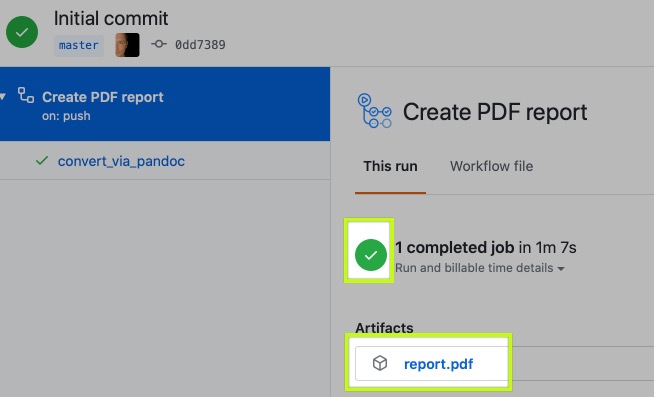 Initial commit
master
0dd7389
Create PDF report
on: push
convert_via_pandoc
Create PDF report
This run
Workflow file
1 completed job in 1m 7s
Run and billable time details
Artifacts
report.pdf